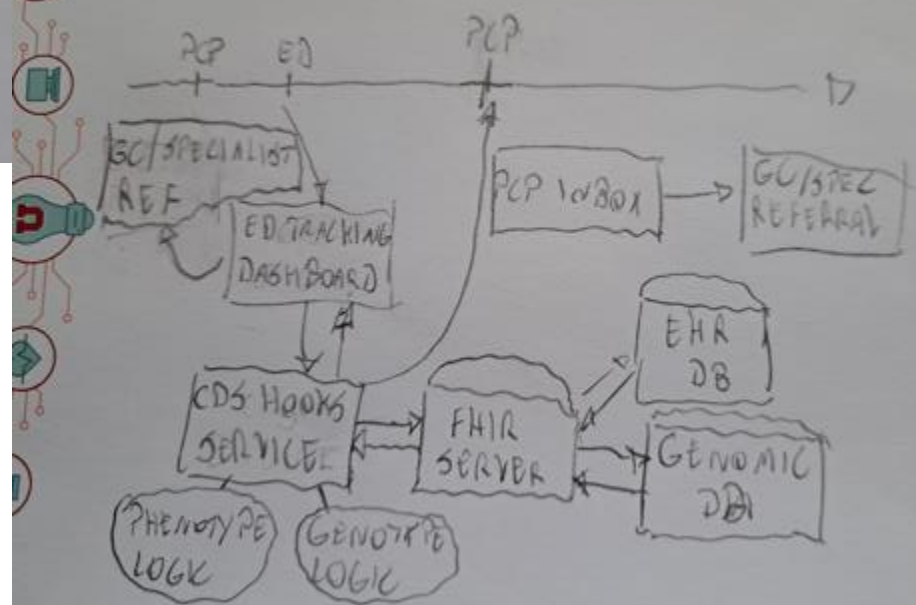 PCP ED PCP
GC/SPECIALIST
REF
ED TRACKING
DASHBOARD
PCP INBOX
GC/SPEC
REFERRAL
EHR
DB
CDS HOOKS
SERVICE
FHIR
SERVER
GENOMIC
PHENOTYPE
LOGIC
GENOTYPE
LOGIC